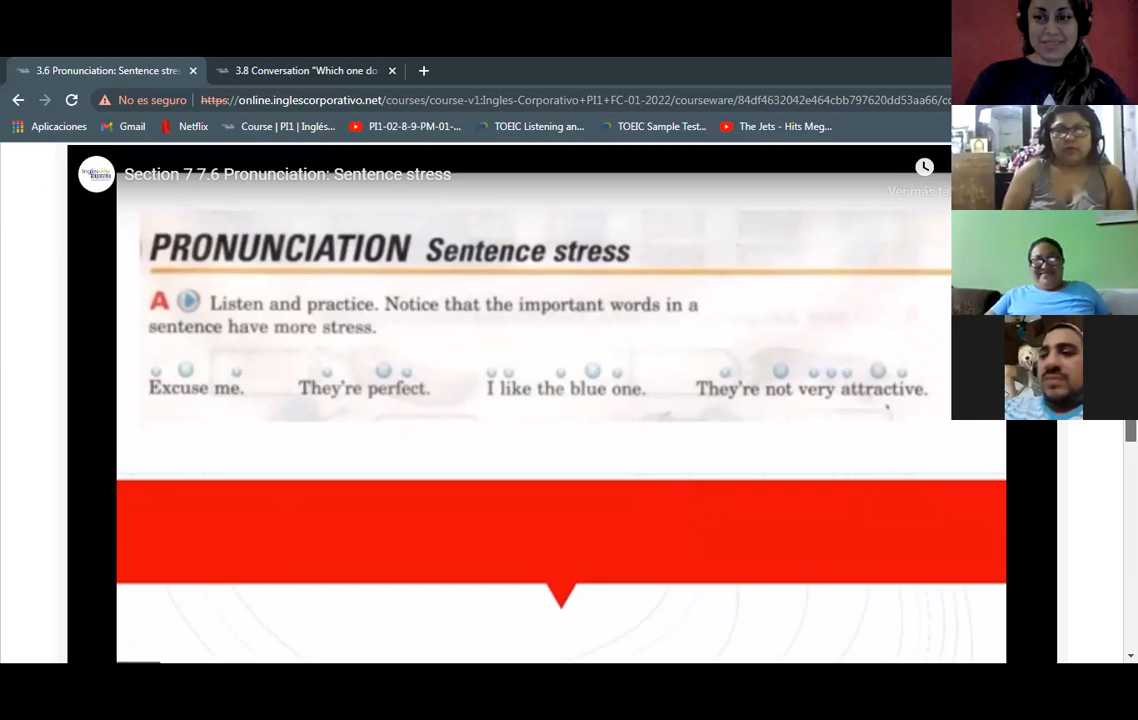 3.6 Pronunciation: Sentence stre
3.8 Conversation "Which one do
No es seguro
https://online.inglescorporativo.net/courses/course-v1:Ingles-Corporativo+PI1+FC-01-2022/courseware/84df4632042e464cbb797620dd53aa66/cc
Aplicaciones
Gmail
Netflix
Course | PI1 | Inglés...
PI1-02-8-9-PM-01-...
TOEIC Listening an...
TOEIC Sample Test...
The Jets - Hits Meg...
Section 7 7.6 Pronunciation: Sentence stress
Ver más
PRONUNCIATION Sentence stress
A Listen and practice. Notice that the important words in a
sentence have more stress.
Excuse me. They're perfect. I like the blue one. They're not very attractive.